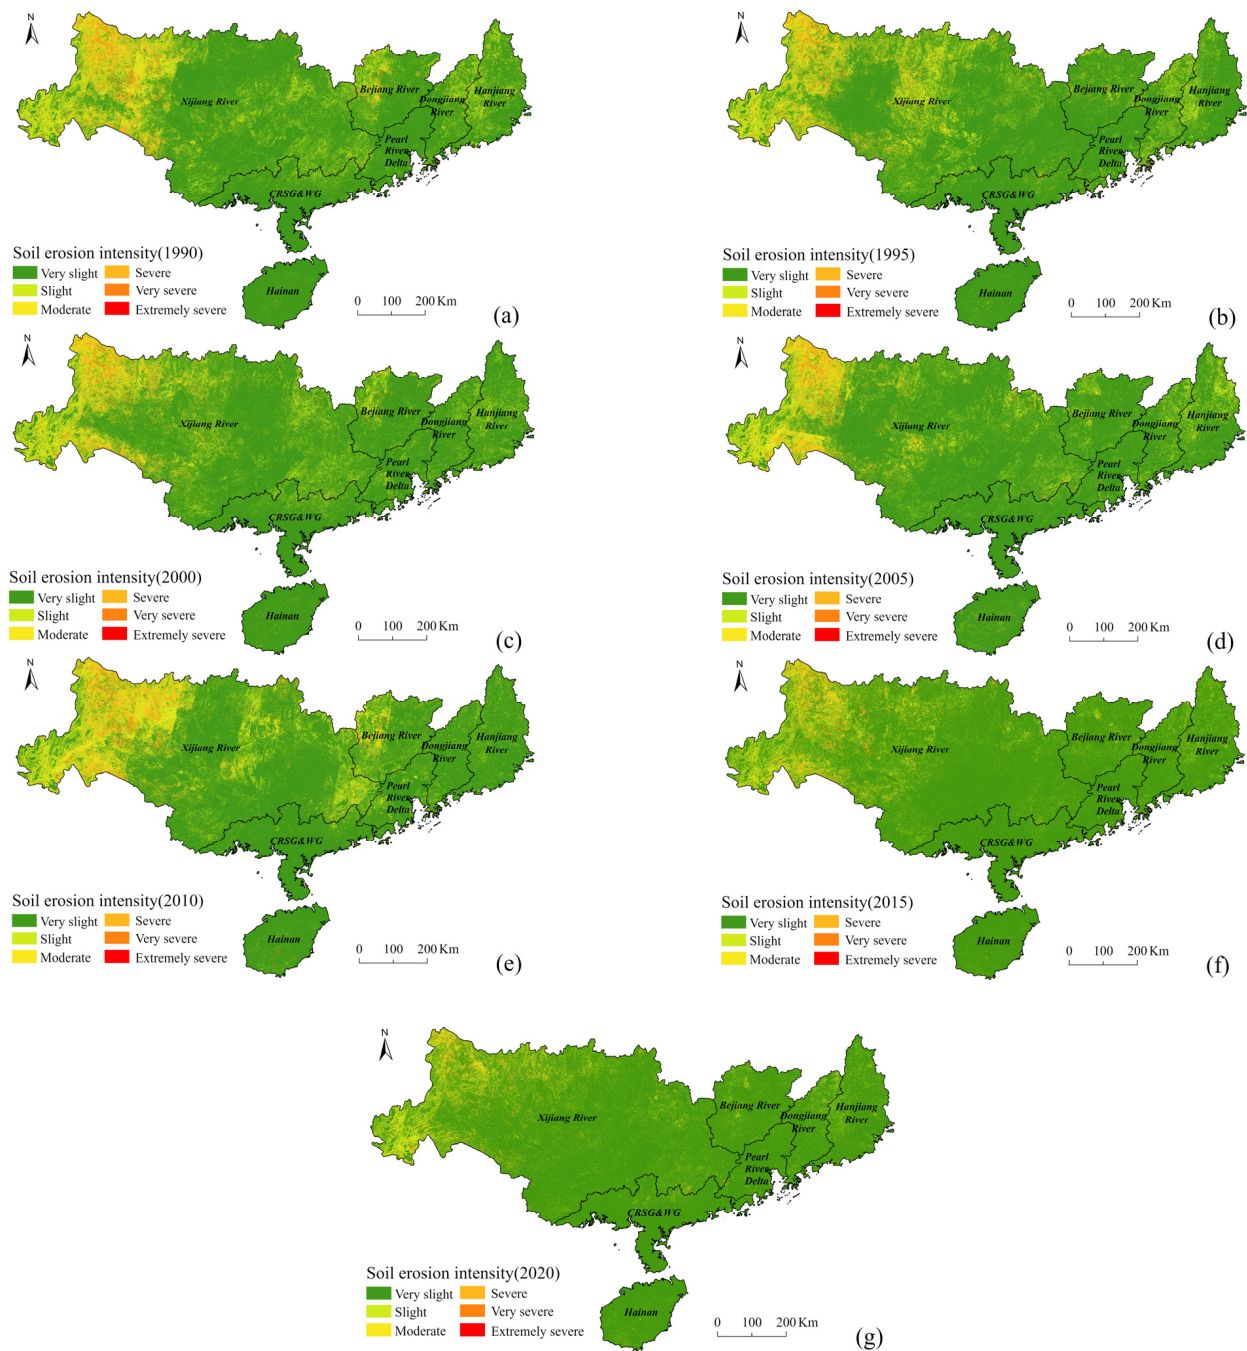 N
Xijiang River
Bejiang River
Dongjiang
River
Hanjiang
River
Pearl
River
Delta
CRSG&WG
Hainan
Soil erosion intensity(1990)
Very slight
Severe
Slight
Very severe
Moderate
Extremely severe
0 100 200 Km
(a)
N
Xijiang River
Bejiang River
Dongjiang
River
Hanjiang
River
Pearl
River
Delta
CRSG&WG
Hainan
Soil erosion intensity(1995)
Very slight
Severe
Slight
Very severe
Moderate
Extremely severe
0 100 200 Km
(b)
N
Xijiang River
Bejiang River
Dongjiang
River
Hanjiang
River
Pearl
River
Delta
CRSG&WG
Hainan
Soil erosion intensity(2000)
Very slight
Severe
Slight
Very severe
Moderate
Extremely severe
0 100 200 Km
(c)
N
Xijiang River
Bejiang River
Dongjiang
River
Hanjiang
River
Pearl
River
Delta
CRSG&WG
Hainan
Soil erosion intensity(2005)
Very slight
Severe
Slight
Very severe
Moderate
Extremely severe
0 100 200 Km
(d)
N
Xijiang River
Bejiang River
Dongjiang
River
Hanjiang
River
Pearl
River
Delta
CRSG&WG
Hainan
Soil erosion intensity(2010)
Very slight
Severe
Slight
Very severe
Moderate
Extremely severe
0 100 200 Km
(e)
N
Xijiang River
Bejiang River
Dongjiang
River
Hanjiang
River
Pearl
River
Delta
CRSG&WG
Hainan
Soil erosion intensity(2015)
Very slight
Severe
Slight
Very severe
Moderate
Extremely severe
0 100 200 Km
(f)
N
Xijiang River
Bejiang River
Dongjiang
River
Hanjiang
River
Pearl
River
Delta
CRSG&WG
Hainan
Soil erosion intensity(2020)
Very slight
Severe
Slight
Very severe
Moderate
Extremely severe
0 100 200 Km
(g)